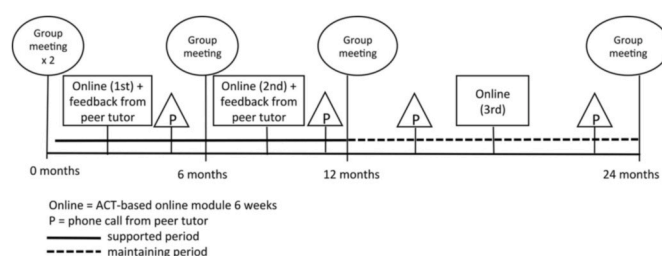 Group
meeting
x 2
Group
meeting
Group
meeting
Group
meeting
Online (1st) +
feedback from
peer tutor
P
Online (2nd) +
feedback from
peer tutor
P
P
Online
(3rd)
P
0 months
6 months
12 months
24 months
Online = ACT-based online module 6 weeks
P = phone call from peer tutor
supported period
maintaining period